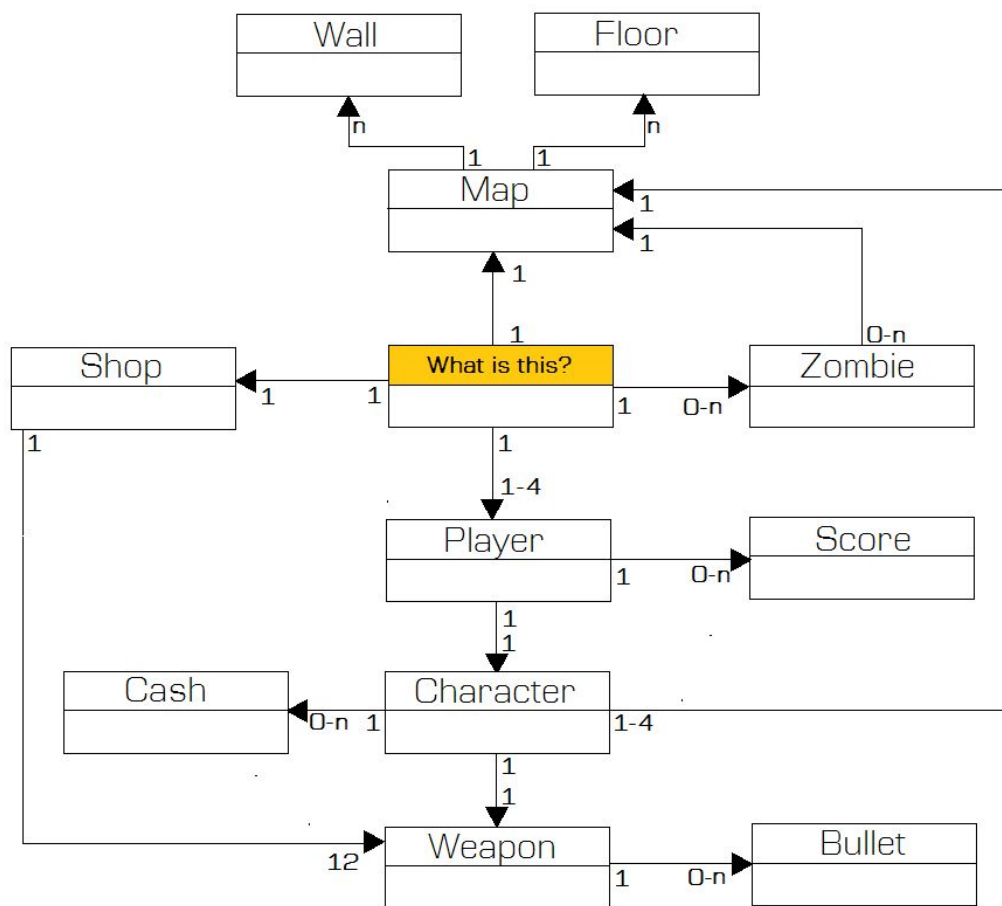 Wall
Floor
n
n
1
1
Map
1
1
1
1
0-n
Shop
What is this?
Zombie
1
1
1
0-n
1
1
1-4
Player
Score
1
0-n
1
1
Cash
Character
0-n
1
1-4
1
1
Weapon
Bullet
12
1
0-n